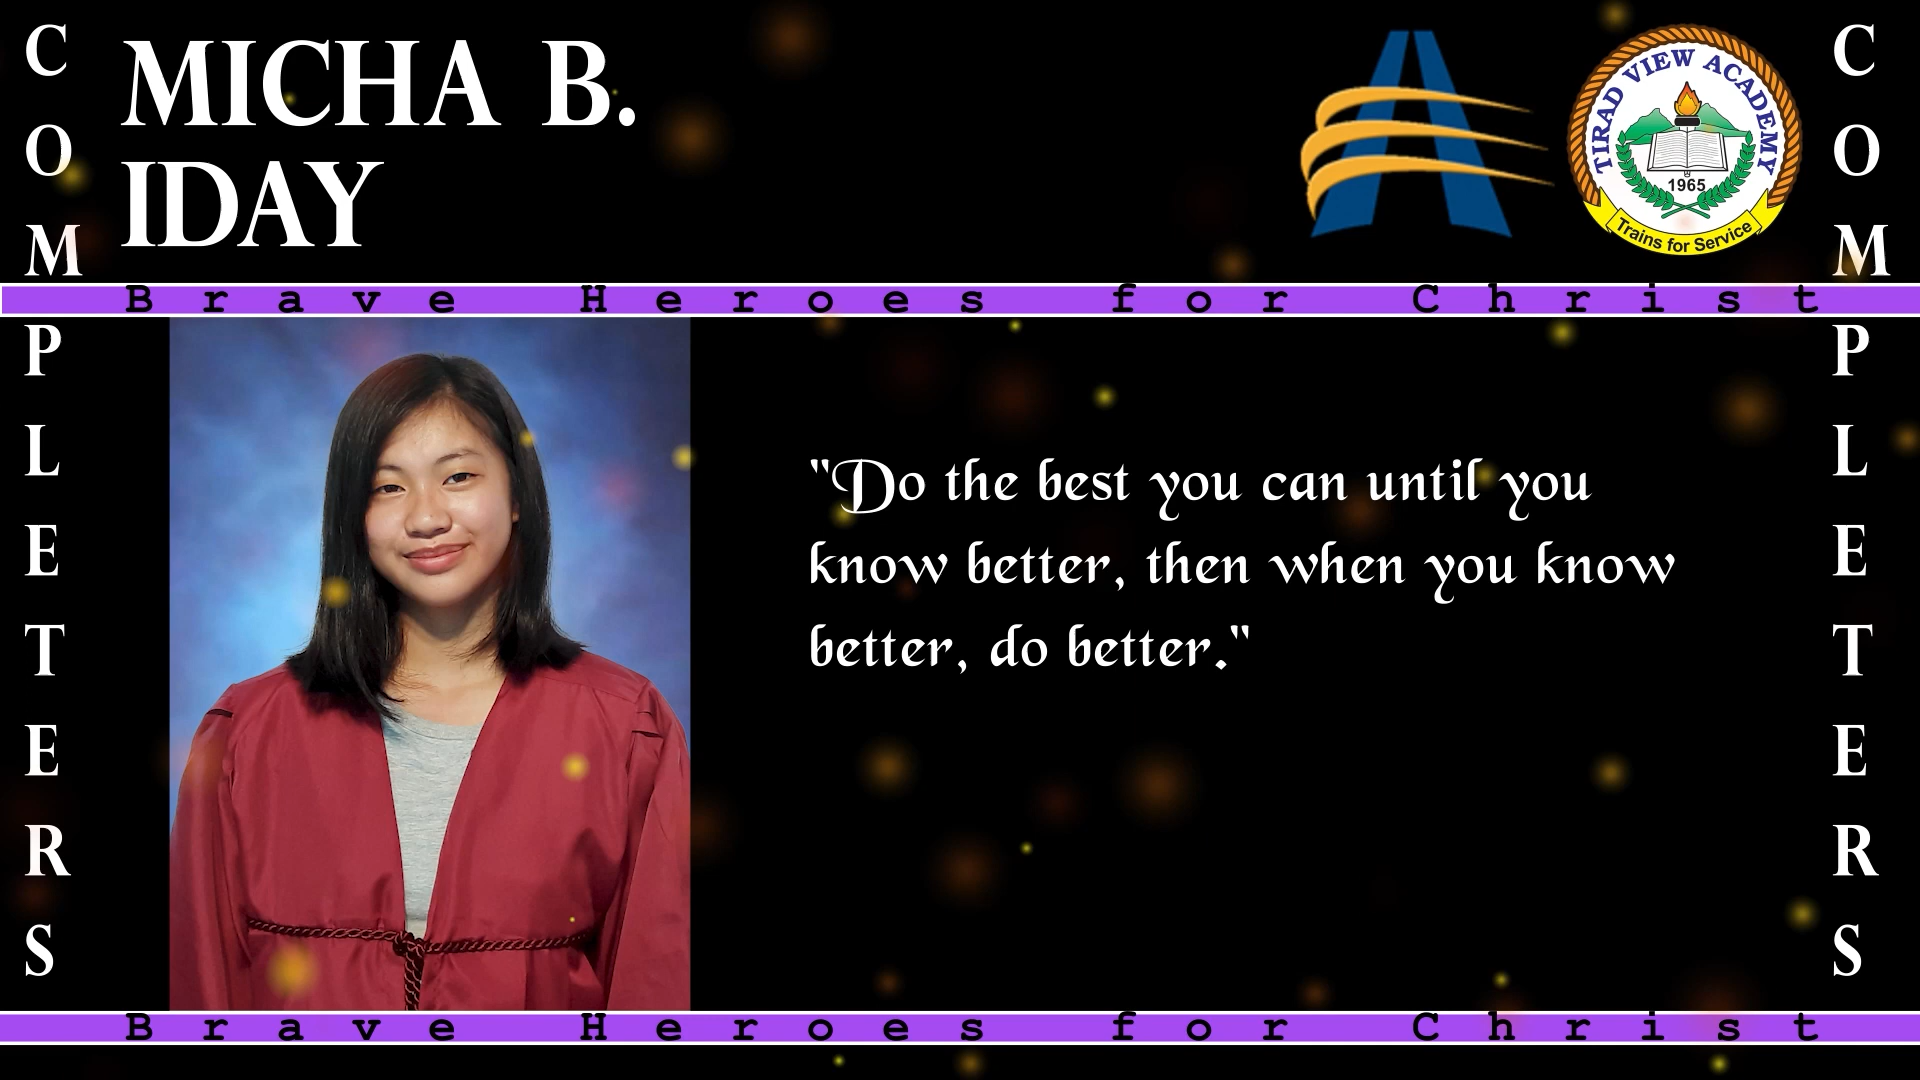 COMPLETERS
MICHA B.
IDAY
TIRAD VIEW ACADEMY
1965
Trains for Service
COMPLETERS
Brave Heroes for Christ
"Do the best you can until you
know better, then when you know
better, do better."
Brave Heroes for Christ